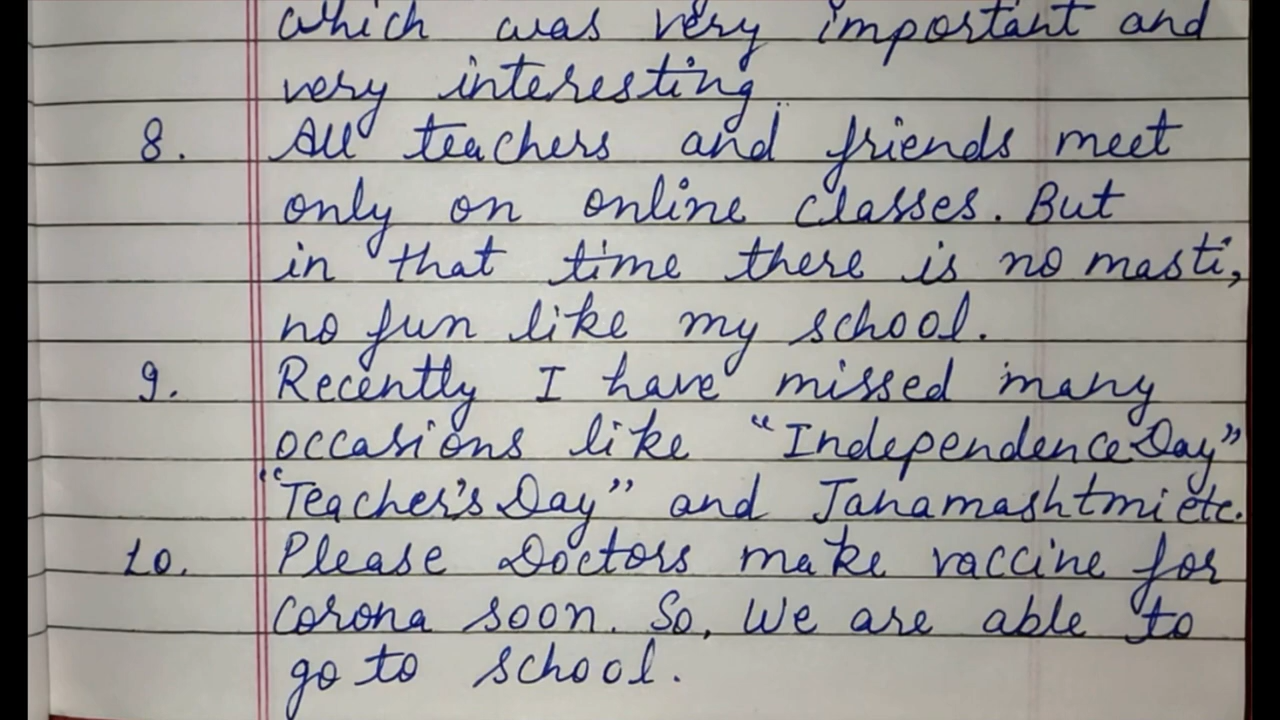 which was very important and
very interesting
8. All teachers and friends meet
only on online classes. But
in that time there is no masti,
no fun like my school.
9. Recently I have missed many
occasions like "Independence Day"
"Teacher's Day" and Janamashtmi etc.
10. Please Doctors make vaccine for
corona soon. So, We are able to
go to school.